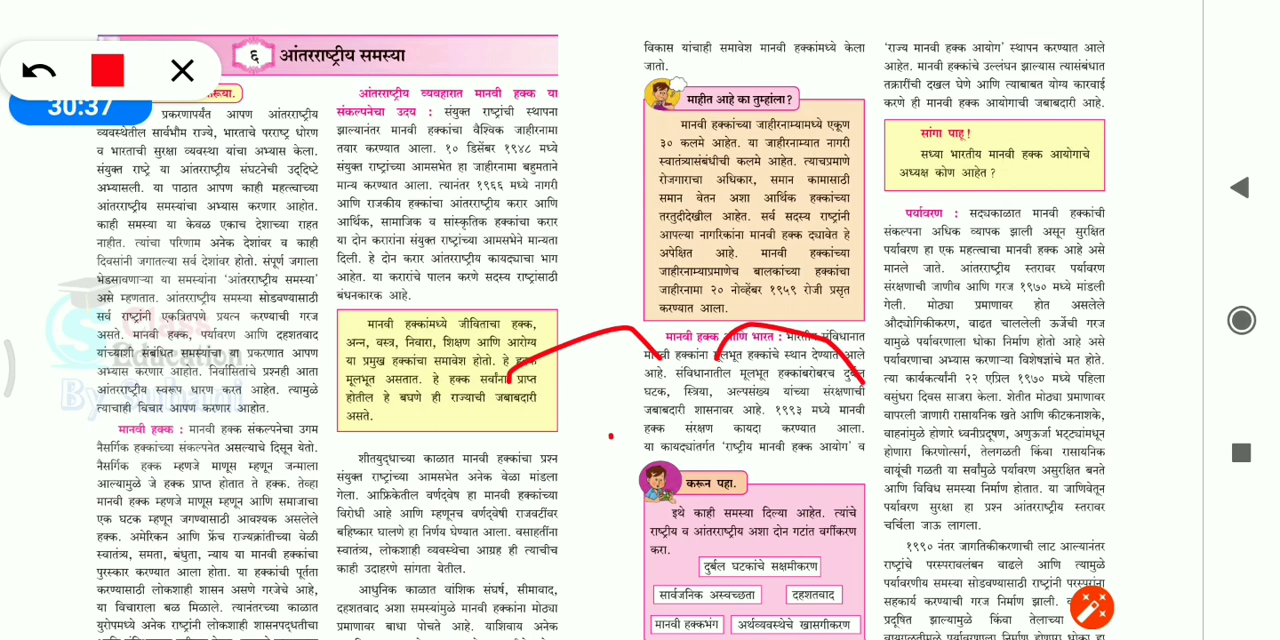 ६ आंतरराष्ट्रीय समस्या
30:37
प्रकरणापर्यंत आपण आंतरराष्ट्रीय
व्यवस्थेतील सार्वभौम राज्ये, भारताचे परराष्ट्र धोरण
व भारताची सुरक्षा व्यवस्था यांचा अभ्यास केला.
संयुक्त राष्ट्रे या आंतरराष्ट्रीय संघटनेची उद्‌दिष्टे
अभ्यासली. या पाठात आपण काही महत्त्वाच्या
आंतरराष्ट्रीय समस्यांचा अभ्यास करणार आहोत.
काही समस्या या केवळ एकाच देशाच्या राहत
नाहीत. त्यांचा परिणाम अनेक देशांवर व काही
दिवसांनी जगातल्या सर्व देशांवर होतो. संपूर्ण जगाला
भेडसावणाऱ्या या समस्यांना ‘आंतरराष्ट्रीय समस्या’
असे म्हणतात. आंतरराष्ट्रीय समस्या सोडवण्यासाठी
सर्व राष्ट्रांनी एकत्रितपणे प्रयत्न करण्याची गरज
असते. मानवी हक्क, पर्यावरण आणि दहशतवाद
यांच्याशी संबंधित समस्यांचा या प्रकरणात आपण
अभ्यास करणार आहोत. निर्वासितांचे प्रश्नही आता
आंतरराष्ट्रीय स्वरूप धारण करत आहेत. त्यामुळे
त्याचाही विचार आपण करणार आहोत.
मानवी हक्क : मानवी हक्क संकल्पनेचा उगम
नैसर्गिक हक्कांच्या संकल्पनेत असल्याचे दिसून येतो.
नैसर्गिक हक्क म्हणजे माणूस म्हणून जन्माला
आल्यामुळे जे हक्क प्राप्त होतात ते हक्क. तेव्हा
मानवी हक्क म्हणजे माणूस म्हणून आणि समाजाचा
एक घटक म्हणून जगण्यासाठी आवश्यक असलेले
हक्क. अमेरिकन आणि फ्रेंच राज्यक्रांतीच्या वेळी
स्वातंत्र्य, समता, बंधुता, न्याय या मानवी हक्कांचा
पुरस्कार करण्यात आला होता. या हक्कांची पूर्तता
करण्यासाठी लोकशाही शासन असणे गरजेचे आहे,
या विचाराला बळ मिळाले. त्यानंतरच्या काळात
युरोपमध्ये अनेक राष्ट्रांनी लोकशाही शासनपद्धतीचा
आंतरराष्ट्रीय व्यवहारात मानवी हक्क या
संकल्पनेचा उदय : संयुक्त राष्ट्रांची स्थापना
झाल्यानंतर मानवी हक्कांचा वैश्विक जाहीरनामा
तयार करण्यात आला. १० डिसेंबर १९४८ मध्ये
संयुक्त राष्ट्रांच्या आमसभेत हा जाहीरनामा बहुमताने
मान्य करण्यात आला. त्यानंतर १९६६ मध्ये नागरी
आणि राजकीय हक्कांचा आंतरराष्ट्रीय करार आणि
आर्थिक, सामाजिक व सांस्कृतिक हक्कांचा करार
या दोन करारांना संयुक्त राष्ट्रांच्या आमसभेने मान्यता
दिली. हे दोन करार आंतरराष्ट्रीय कायद्याचा भाग
आहेत. या करारांचे पालन करणे सदस्य राष्ट्रांसाठी
बंधनकारक आहे.
मानवी हक्कांमध्ये जीविताचा हक्क,
अन्न, वस्त्र, निवारा, शिक्षण आणि आरोग्य
या प्रमुख हक्कांचा समावेश होतो. हे हक्क
मूलभूत असतात. हे हक्क सर्वांना प्राप्त
होतील हे बघणे ही राज्याची जबाबदारी
असते.
शीतयुद्धाच्या काळात मानवी हक्कांचा प्रश्न
संयुक्त राष्ट्रांच्या आमसभेत अनेक वेळा मांडला
गेला. आफ्रिकेतील वर्णद्वेष हा मानवी हक्कांच्या
विरोधी आहे आणि म्हणूनच वर्णद्वेषी राजवटींवर
बहिष्कार घालणे हा निर्णय घेण्यात आला. वसाहतींना
स्वातंत्र्य, लोकशाही व्यवस्थेचा आग्रह ही त्याचीच
काही उदाहरणे सांगता येतील.
आधुनिक काळात वांशिक संघर्ष, सीमावाद,
दहशतवाद अशा समस्यांमुळे मानवी हक्कांना मोठ्या
प्रमाणावर बाधा पोचते आहे. याशिवाय अनेक
विकास यांचाही समावेश मानवी हक्कांमध्ये केला
जातो.
माहीत आहे का तुम्हांला ?
मानवी हक्कांच्या जाहीरनाम्यामध्ये एकूण
३० कलमे आहेत. या जाहीरनाम्यात नागरी
स्वातंत्र्यासंबंधीची कलमे आहेत. त्याचप्रमाणे
रोजगाराचा अधिकार, समान कामासाठी
समान वेतन अशा आर्थिक हक्कांच्या
तरतुदीदेखील आहेत. सर्व सदस्य राष्ट्रांनी
आपल्या नागरिकांना मानवी हक्क द्यावेत हे
अपेक्षित आहे. मानवी हक्कांच्या
जाहीरनाम्याप्रमाणेच बालकांच्या हक्कांचा
जाहीरनामा २० नोव्हेंबर १९५९ रोजी प्रसृत
करण्यात आला.
मानवी हक्क आणि भारत : भारतीय संविधानात
मानवी हक्कांना मूलभूत हक्कांचे स्थान देण्यात आले
आहे. संविधानातील मूलभूत हक्कांबरोबरच दुर्बल
घटक, स्त्रिया, अल्पसंख्य यांच्या संरक्षणाची
जबाबदारी शासनावर आहे. १९९३ मध्ये मानवी
हक्क संरक्षण कायदा करण्यात आला.
या कायद्यांतर्गत ‘राष्ट्रीय मानवी हक्क आयोग’ व
करून पहा.
इथे काही समस्या दिल्या आहेत. त्यांचे
राष्ट्रीय व आंतरराष्ट्रीय अशा दोन गटांत वर्गीकरण
करा.
दुर्बल घटकांचे सक्षमीकरण
सार्वजनिक अस्वच्छता दहशतवाद
मानवी हक्कभंग अर्थव्यवस्थेचे खासगीकरण
‘राज्य मानवी हक्क आयोग’ स्थापन करण्यात आले
आहेत. मानवी हक्कांचे उल्लंघन झाल्यास त्यासंबंधात
तक्रारींची दखल घेणे आणि त्याबाबत योग्य कारवाई
करणे ही मानवी हक्क आयोगाची जबाबदारी आहे.
सांगा पाहू !
सध्या भारतीय मानवी हक्क आयोगाचे
अध्यक्ष कोण आहेत ?
पर्यावरण : सद्यकाळात मानवी हक्कांची
संकल्पना अधिक व्यापक झाली असून सुरक्षित
पर्यावरण हा एक महत्त्वाचा मानवी हक्क आहे असे
मानले जाते. आंतरराष्ट्रीय स्तरावर पर्यावरण
संरक्षणाची जाणीव आणि गरज १९७० मध्ये मांडली
गेली. मोठ्या प्रमाणावर होत असलेले
औद्योगिकीकरण, वाढत चाललेली ऊर्जेची गरज
यामुळे पर्यावरणाला धोका निर्माण होतो आहे असे
पर्यावरणाचा अभ्यास करणाऱ्या विशेषज्ञांचे मत होते.
त्या कार्यकर्त्यांनी २२ एप्रिल १९७० मध्ये पहिला
वसुंधरा दिवस साजरा केला. शेतीत मोठ्या प्रमाणावर
वापरली जाणारी रासायनिक खते आणि कीटकनाशके,
वाहनांमुळे होणारे ध्वनीप्रदूषण, अणुऊर्जा भट्ट्यांमधून
होणारा किरणोत्सर्ग, तेलगळती किंवा रासायनिक
वायूंची गळती या सर्वांमुळे पर्यावरण असुरक्षित बनते
आणि विविध समस्या निर्माण होतात. या जाणिवेतून
पर्यावरण सुरक्षा हा प्रश्न आंतरराष्ट्रीय स्तरावर
चर्चिला जाऊ लागला.
१९९० नंतर जागतिकीकरणाची लाट आल्यानंतर
राष्ट्रांचे परस्परावलंबन वाढले आणि त्यामुळे
पर्यावरणीय समस्या सोडवण्यासाठी राष्ट्रांनी परस्परांना
सहकार्य करण्याची गरज निर्माण झाली.
प्रदूषित झाल्यामुळे किंवा तेलाच्या